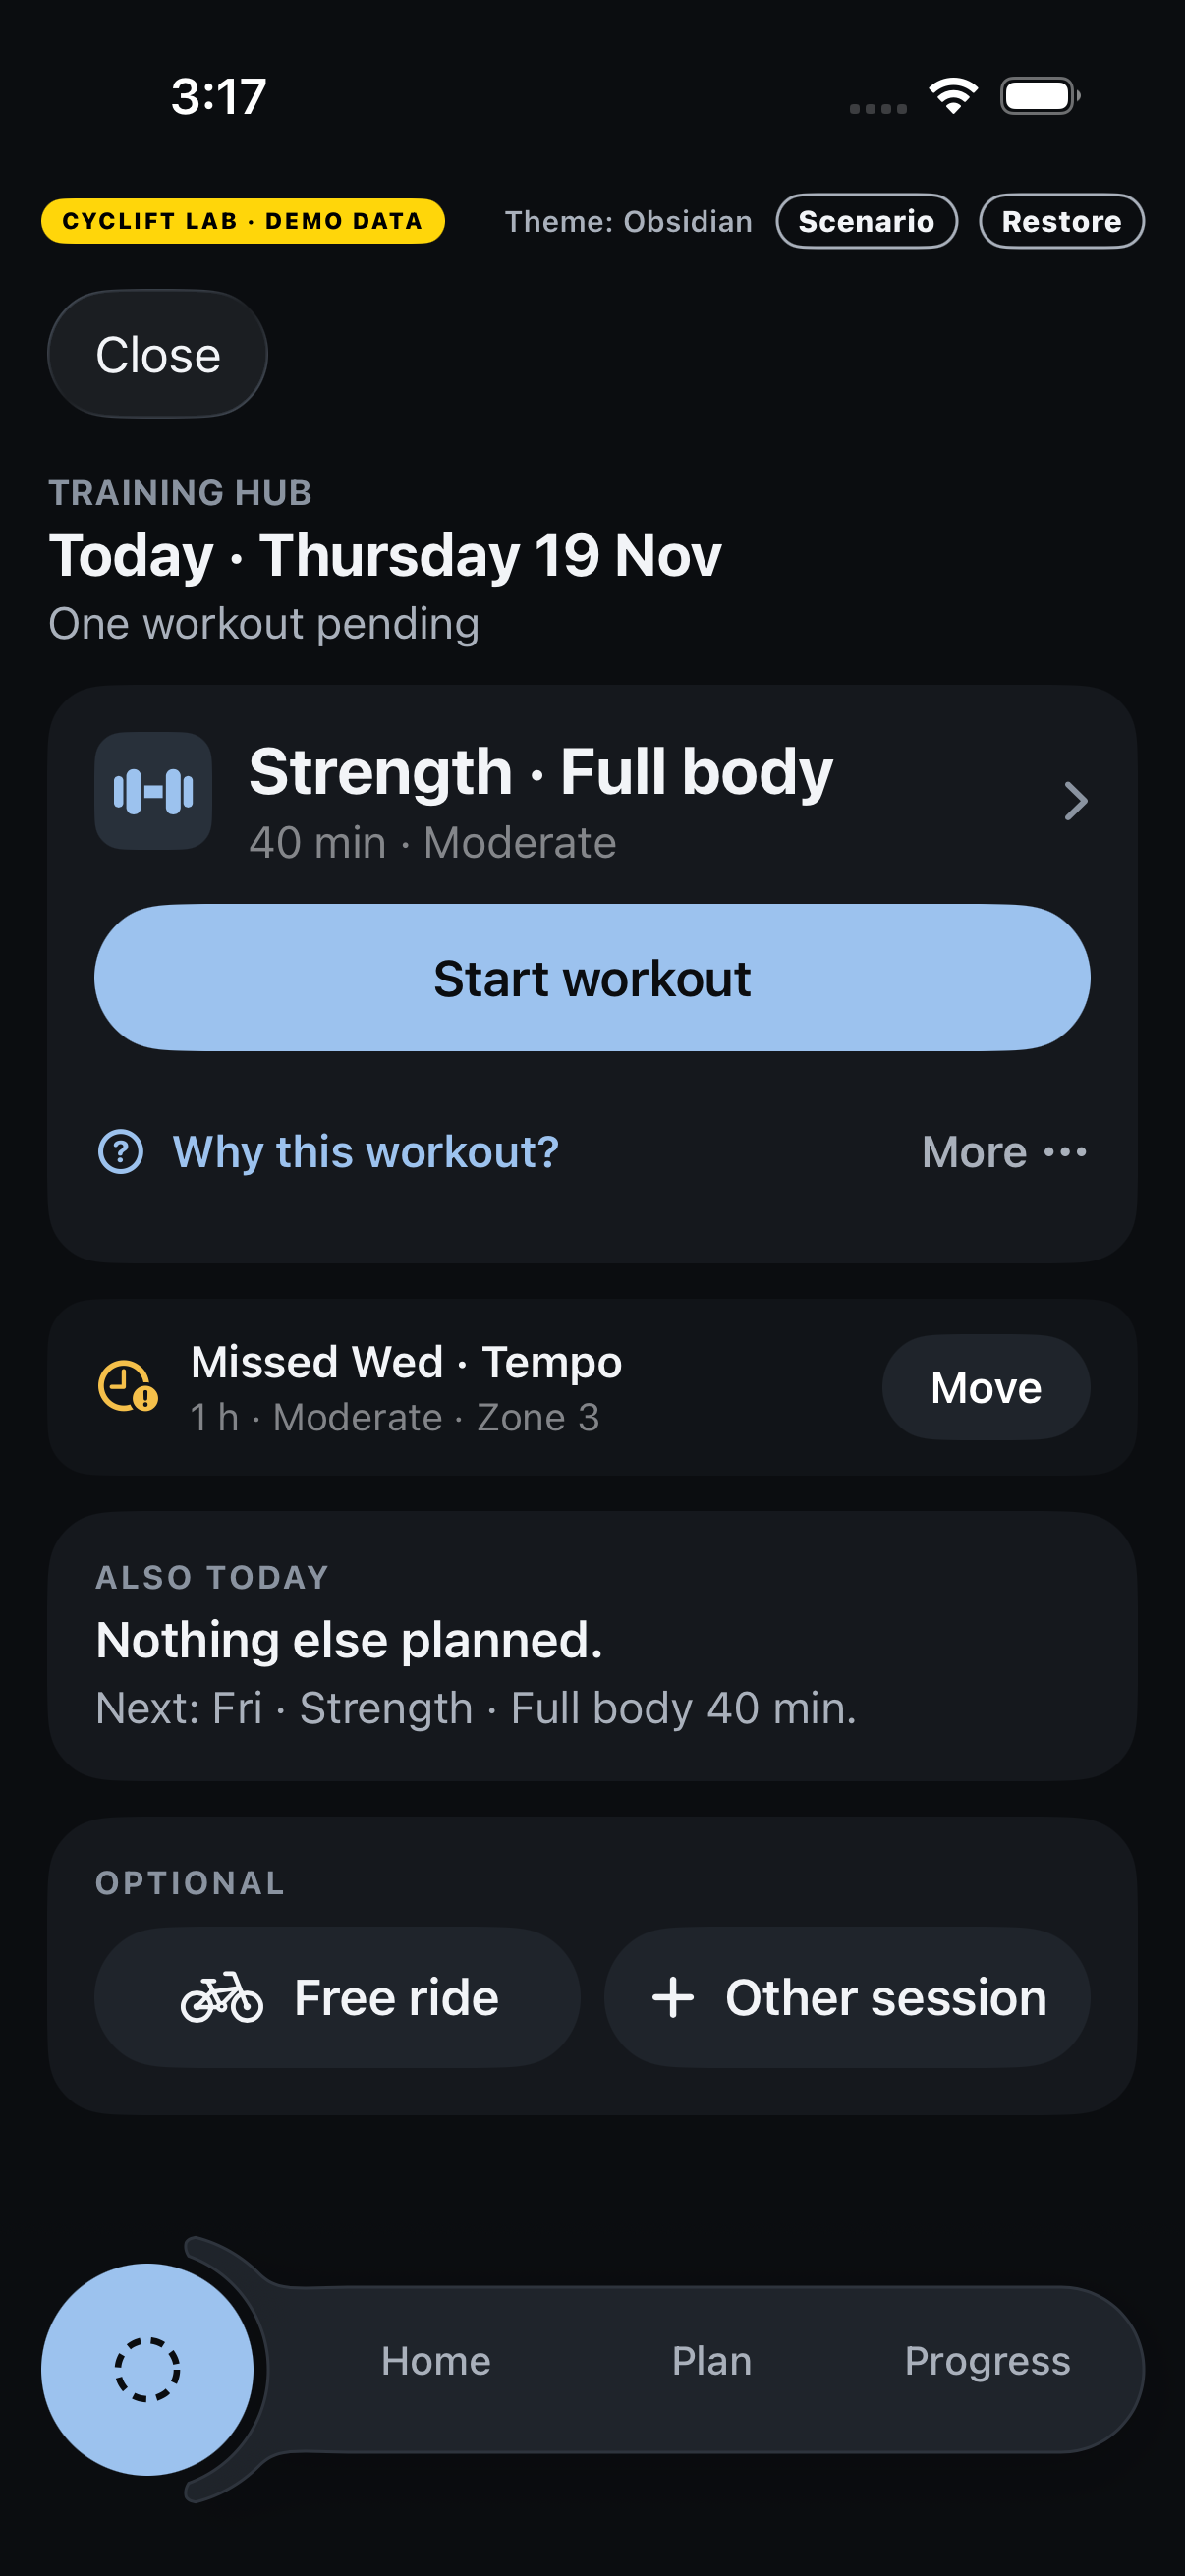 3:17
CYCLIFT LAB · DEMO DATA
Theme: Obsidian
Scenario
Restore
Close
TRAINING HUB
Today · Thursday 19 Nov
One workout pending
Strength · Full body
40 min · Moderate
Start workout
Why this workout?
More ···
Missed Wed · Tempo
1 h · Moderate · Zone 3
Move
ALSO TODAY
Nothing else planned.
Next: Fri · Strength · Full body 40 min.
OPTIONAL
Free ride
+ Other session
Home
Plan
Progress